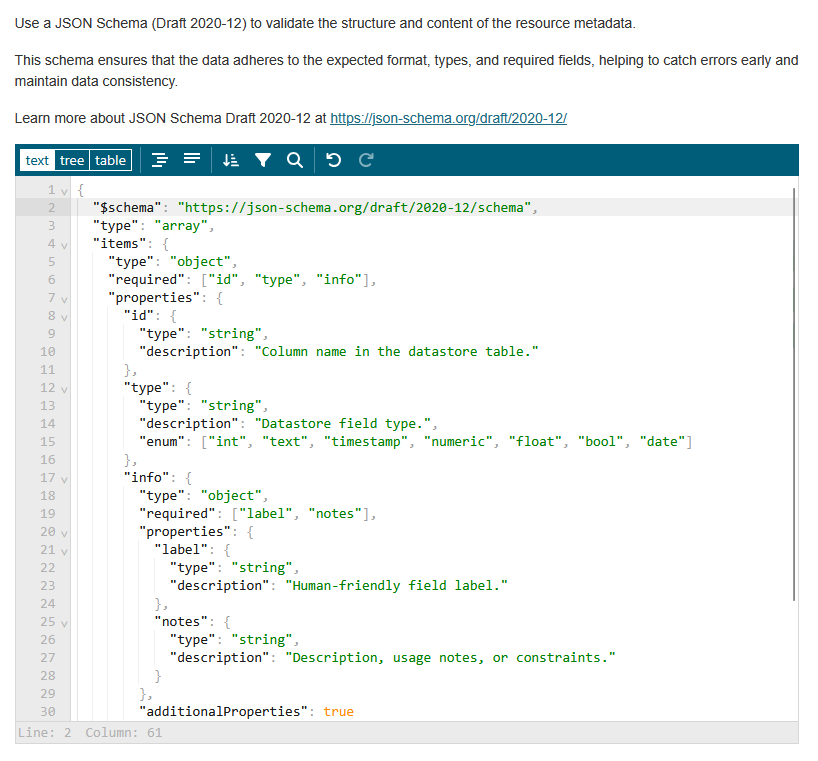 Use a JSON Schema (Draft 2020-12) to validate the structure and content of the resource metadata.
This schema ensures that the data adheres to the expected format, types, and required fields, helping to catch errors early and
maintain data consistency.
Learn more about JSON Schema Draft 2020-12 at https://json-schema.org/draft/2020-12/
text tree table
1 {
2 "$schema": "https://json-schema.org/draft/2020-12/schema",
3 "type": "array",
4 "items": {
5 "type": "object",
6 "required": ["id", "type", "info"],
7 "properties": {
8 "id": {
9 "type": "string",
10 "description": "Column name in the datastore table."
11 },
12 "type": {
13 "type": "string",
14 "description": "Datastore field type.",
15 "enum": ["int", "text", "timestamp", "numeric", "float", "bool", "date"]
16 },
17 "info": {
18 "type": "object",
19 "required": ["label", "notes"],
20 "properties": {
21 "label": {
22 "type": "string",
23 "description": "Human-friendly field label."
24 },
25 "notes": {
26 "type": "string",
27 "description": "Description, usage notes, or constraints."
28 }
29 },
30 "additionalProperties": true
Line: 2 Column: 61